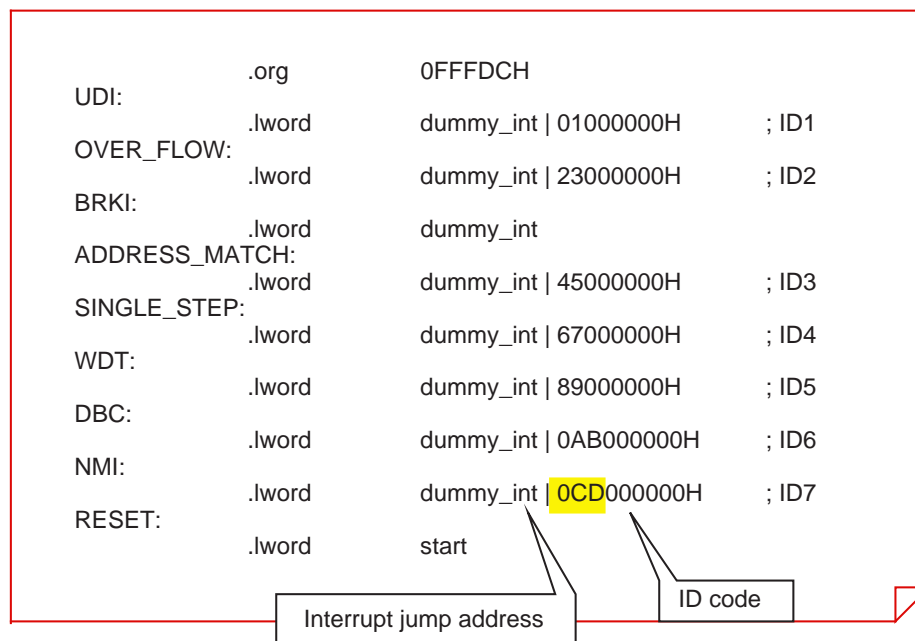 .org 0FFFDCH
UDI:
.lword dummy_int | 01000000H ; ID1
OVER_FLOW:
.lword dummy_int | 23000000H ; ID2
BRKI:
.lword dummy_int
ADDRESS_MATCH:
.lword dummy_int | 45000000H ; ID3
SINGLE_STEP:
.lword dummy_int | 67000000H ; ID4
WDT:
.lword dummy_int | 89000000H ; ID5
DBC:
.lword dummy_int | 0AB000000H ; ID6
NMI:
.lword dummy_int | 0CD000000H ; ID7
RESET:
.lword start
Interrupt jump address
ID code